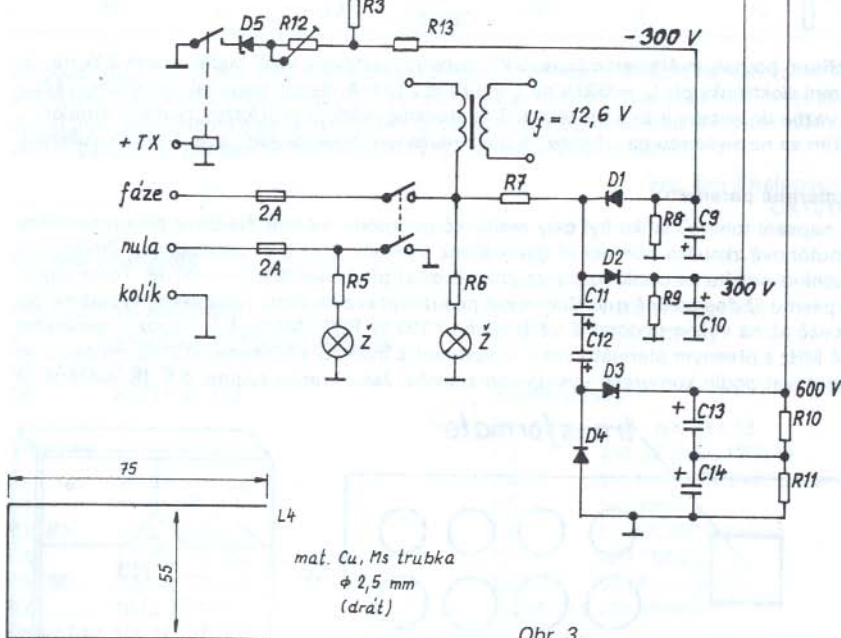 R3
D5 R12
R13
-300 V
Uf = 12,6 V
+ TX
fáze
2A
R7
D1
R8
C9
+
nula
2A
D2
kolík
R5
R6
C11
+
R9
+
300 V
C10
Ž
Ž
C12
+
D3
600 V
D4
+ C13
R10
+ C14
R11
75
L4
55
mat. Cu, Ms trubka
ϕ 2,5 mm
(drát)
Obr. 3